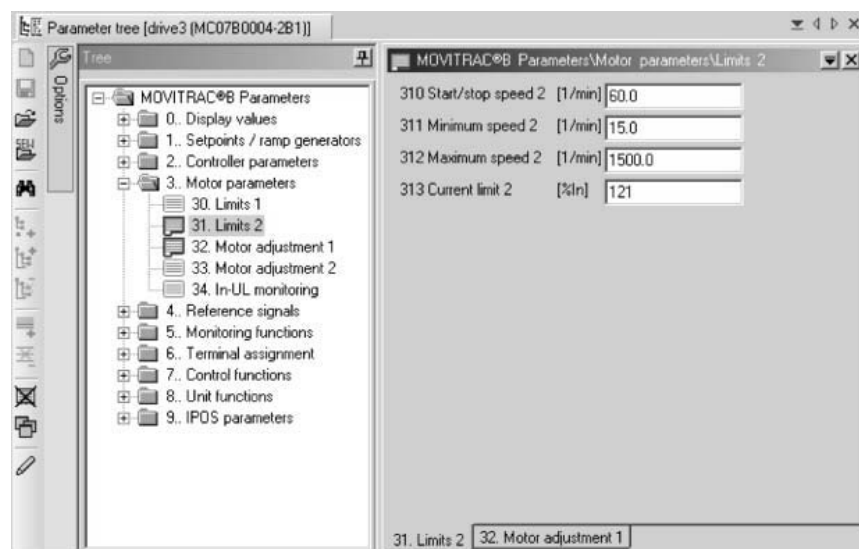 Parameter tree [drive3 (MC07B0004-2B1)]
Options
Tree
MOVITRAC®B Parameters
0.. Display values
1.. Setpoints / ramp generators
2.. Controller parameters
3.. Motor parameters
30. Limits 1
31. Limits 2
32. Motor adjustment 1
33. Motor adjustment 2
34. In-UL monitoring
4.. Reference signals
5.. Monitoring functions
6.. Terminal assignment
7.. Control functions
8.. Unit functions
9.. IPOS parameters
MOVITRAC®B Parameters\Motor parameters\Limits 2
310 Start/stop speed 2 [1/min] 60.0
311 Minimum speed 2 [1/min] 15.0
312 Maximum speed 2 [1/min] 1500.0
313 Current limit 2 [%In] 121
31. Limits 2 32. Motor adjustment 1
SEW